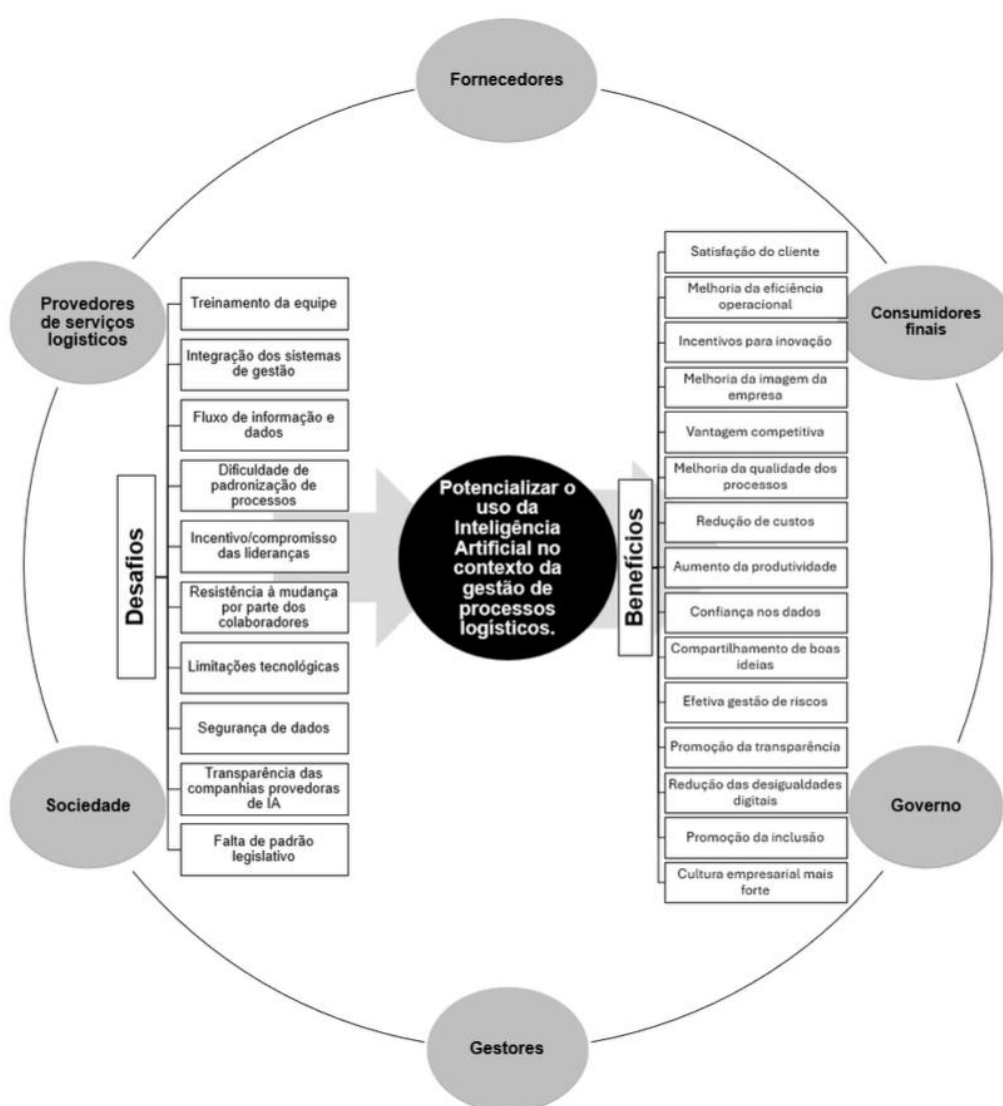 Fornecedores
Provedores
de serviços
logísticos
Consumidores
finais
Desafios
Treinamento da equipe
Integração dos sistemas
de gestão
Fluxo de informação e
dados
Dificuldade de
padronização de
processos
Incentivo/compromisso
das lideranças
Resistência à mudança
por parte dos
colaboradores
Limitações tecnológicas
Segurança de dados
Transparência das
companhias provedoras
de IA
Falta de padrão
legislativo
Potencializar o
uso da
Inteligência
Artificial no
contexto da
gestão de
processos
logísticos.
Benefícios
Satisfação do cliente
Melhoria da eficiência
operacional
Incentivos para inovação
Melhoria da imagem da
empresa
Vantagem competitiva
Melhoria da qualidade dos
processos
Redução de custos
Aumento da produtividade
Confiança nos dados
Compartilhamento de boas
ideias
Efetiva gestão de riscos
Promoção da transparência
Redução das desigualdades
digitais
Promoção da inclusão
Cultura empresarial mais
forte
Sociedade
Governo
Gestores